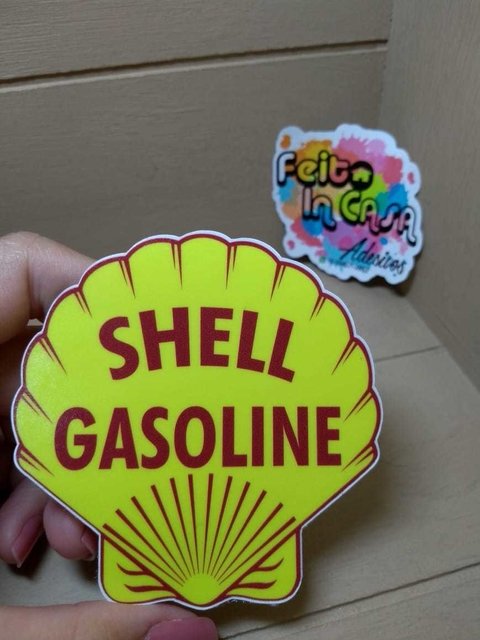 SHELL
GASOLINE
Feito
In CASA
Adesivos